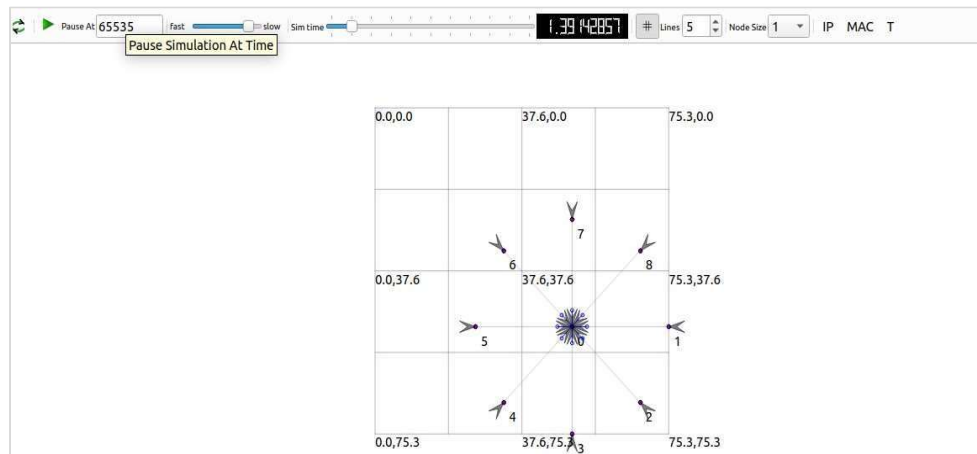 Pause At 65535 Fast slow Sim time 1.39142857 # Lines 5 Node Size 1 IP MAC T
Pause Simulation At Time
0.0,0.0 37.6,0.0 75.3,0.0
7
6 8
0.0,37.6 37.6,37.6 75.3,37.6
5 0 1
4 2
0.0,75.3 37.6,75.3 3 75.3,75.3